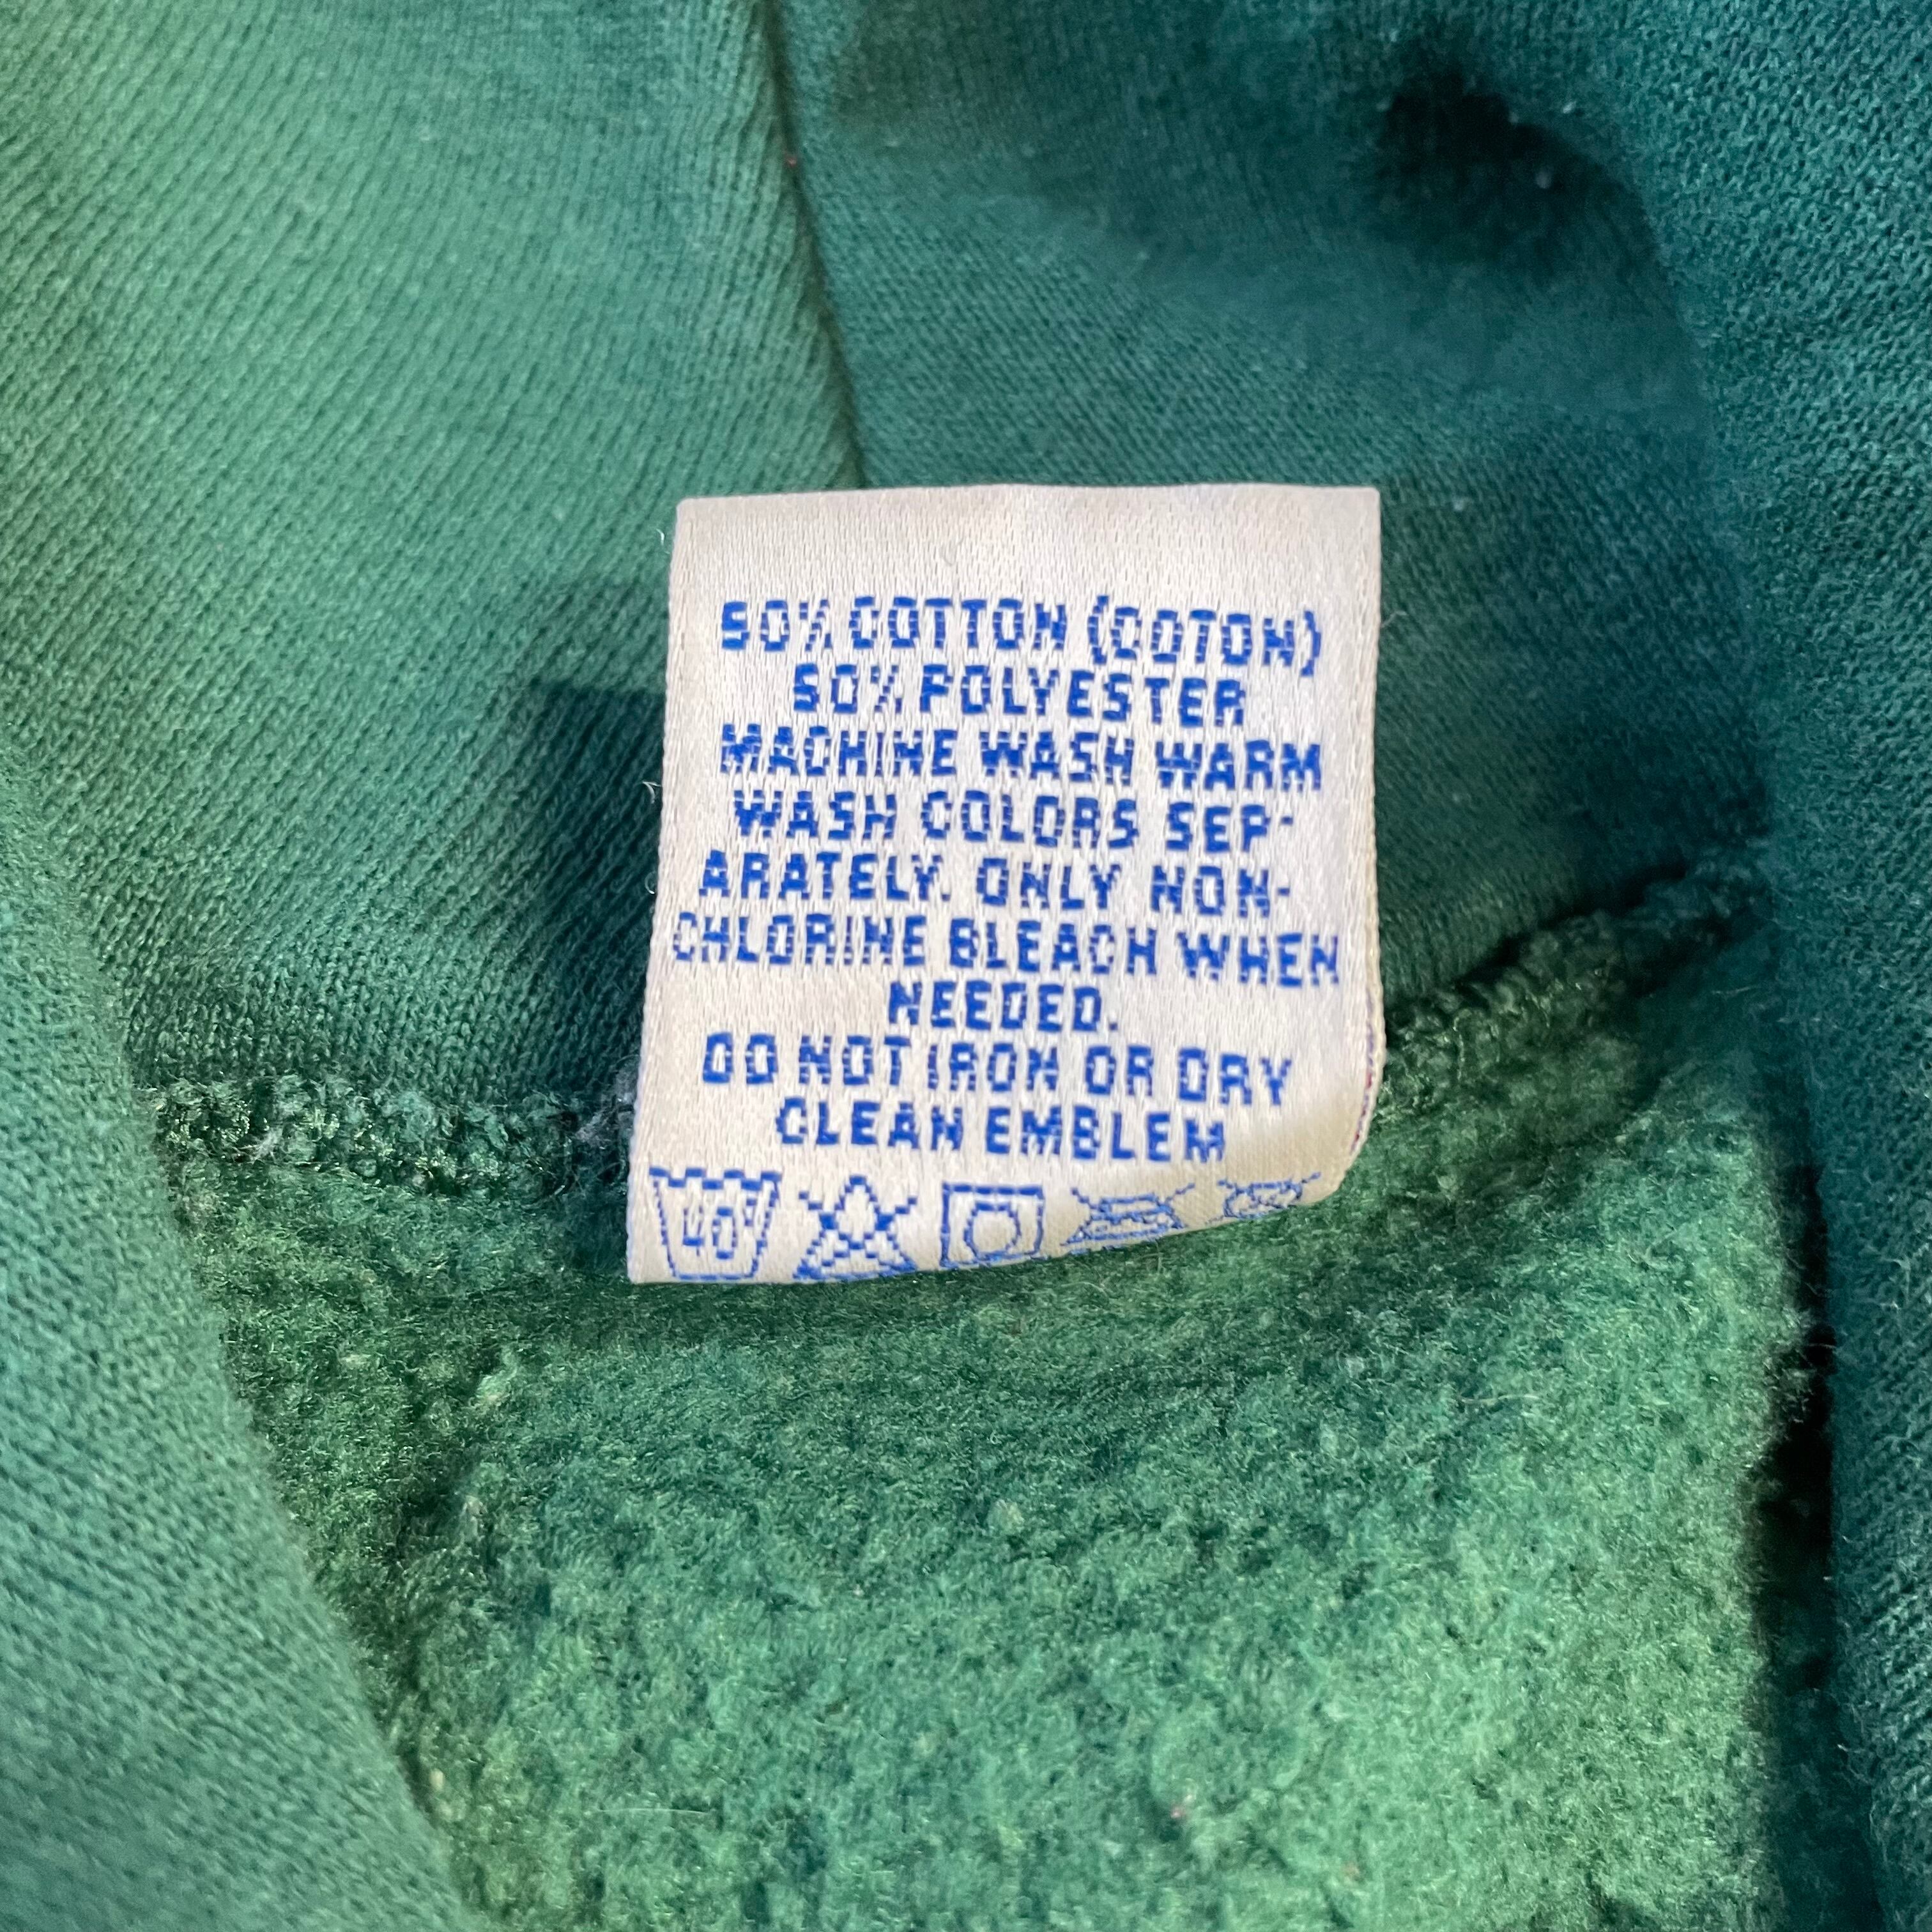 50% COTTON (COTON)
50% POLYESTER
MACHINE WASH WARM
WASH COLORS SEP-
ARATELY. ONLY NON-
CHLORINE BLEACH WHEN
NEEDED.
DO NOT IRON OR DRY
CLEAN EMBLEM
40°